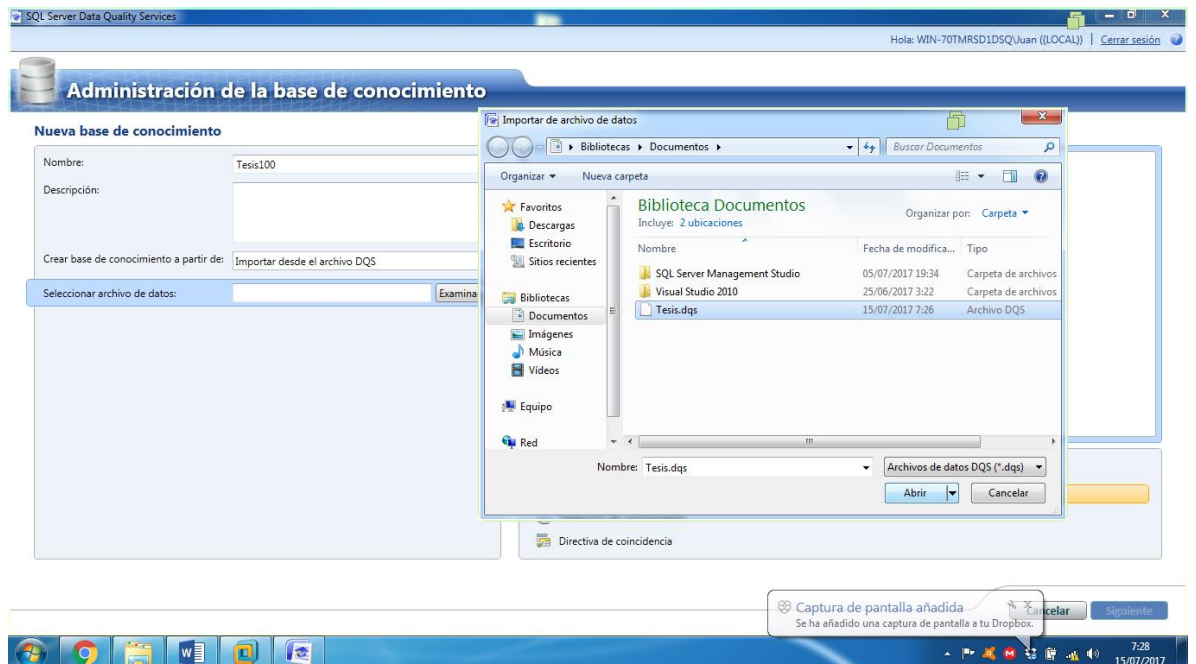 SQL Server Data Quality Services
Hola: WIN-70TMRSD1DSQ\Juan ((LOCAL)) | Cerrar sesión
Administración de la base de conocimiento
Nueva base de conocimiento
Nombre: Tesis100
Descripción:
Crear base de conocimiento a partir de: Importar desde el archivo DQS
Seleccionar archivo de datos: Examina
Importar de archivo de datos
Bibliotecas Documentos
Buscar Documentos
Organizar Nueva carpeta
Favoritos
Descargas
Escritorio
Sitios recientes
Bibliotecas
Documentos
Imágenes
Música
Vídeos
Equipo
Red
Biblioteca Documentos
Incluye: 2 ubicaciones
Organizar por: Carpeta
Nombre Fecha de modifica... Tipo
SQL Server Management Studio 05/07/2017 19:34 Carpeta de archivos
Visual Studio 2010 25/06/2017 3:22 Carpeta de archivos
Tesis.dqs 15/07/2017 7:26 Archivo DQS
Nombre: Tesis.dqs
Archivos de datos DQS (*.dqs)
Abrir Cancelar
Directiva de coincidencia
Captura de pantalla añadida
Se ha añadido una captura de pantalla a tu Dropbox.
ancelar Siguiente
7:28
15/07/2017